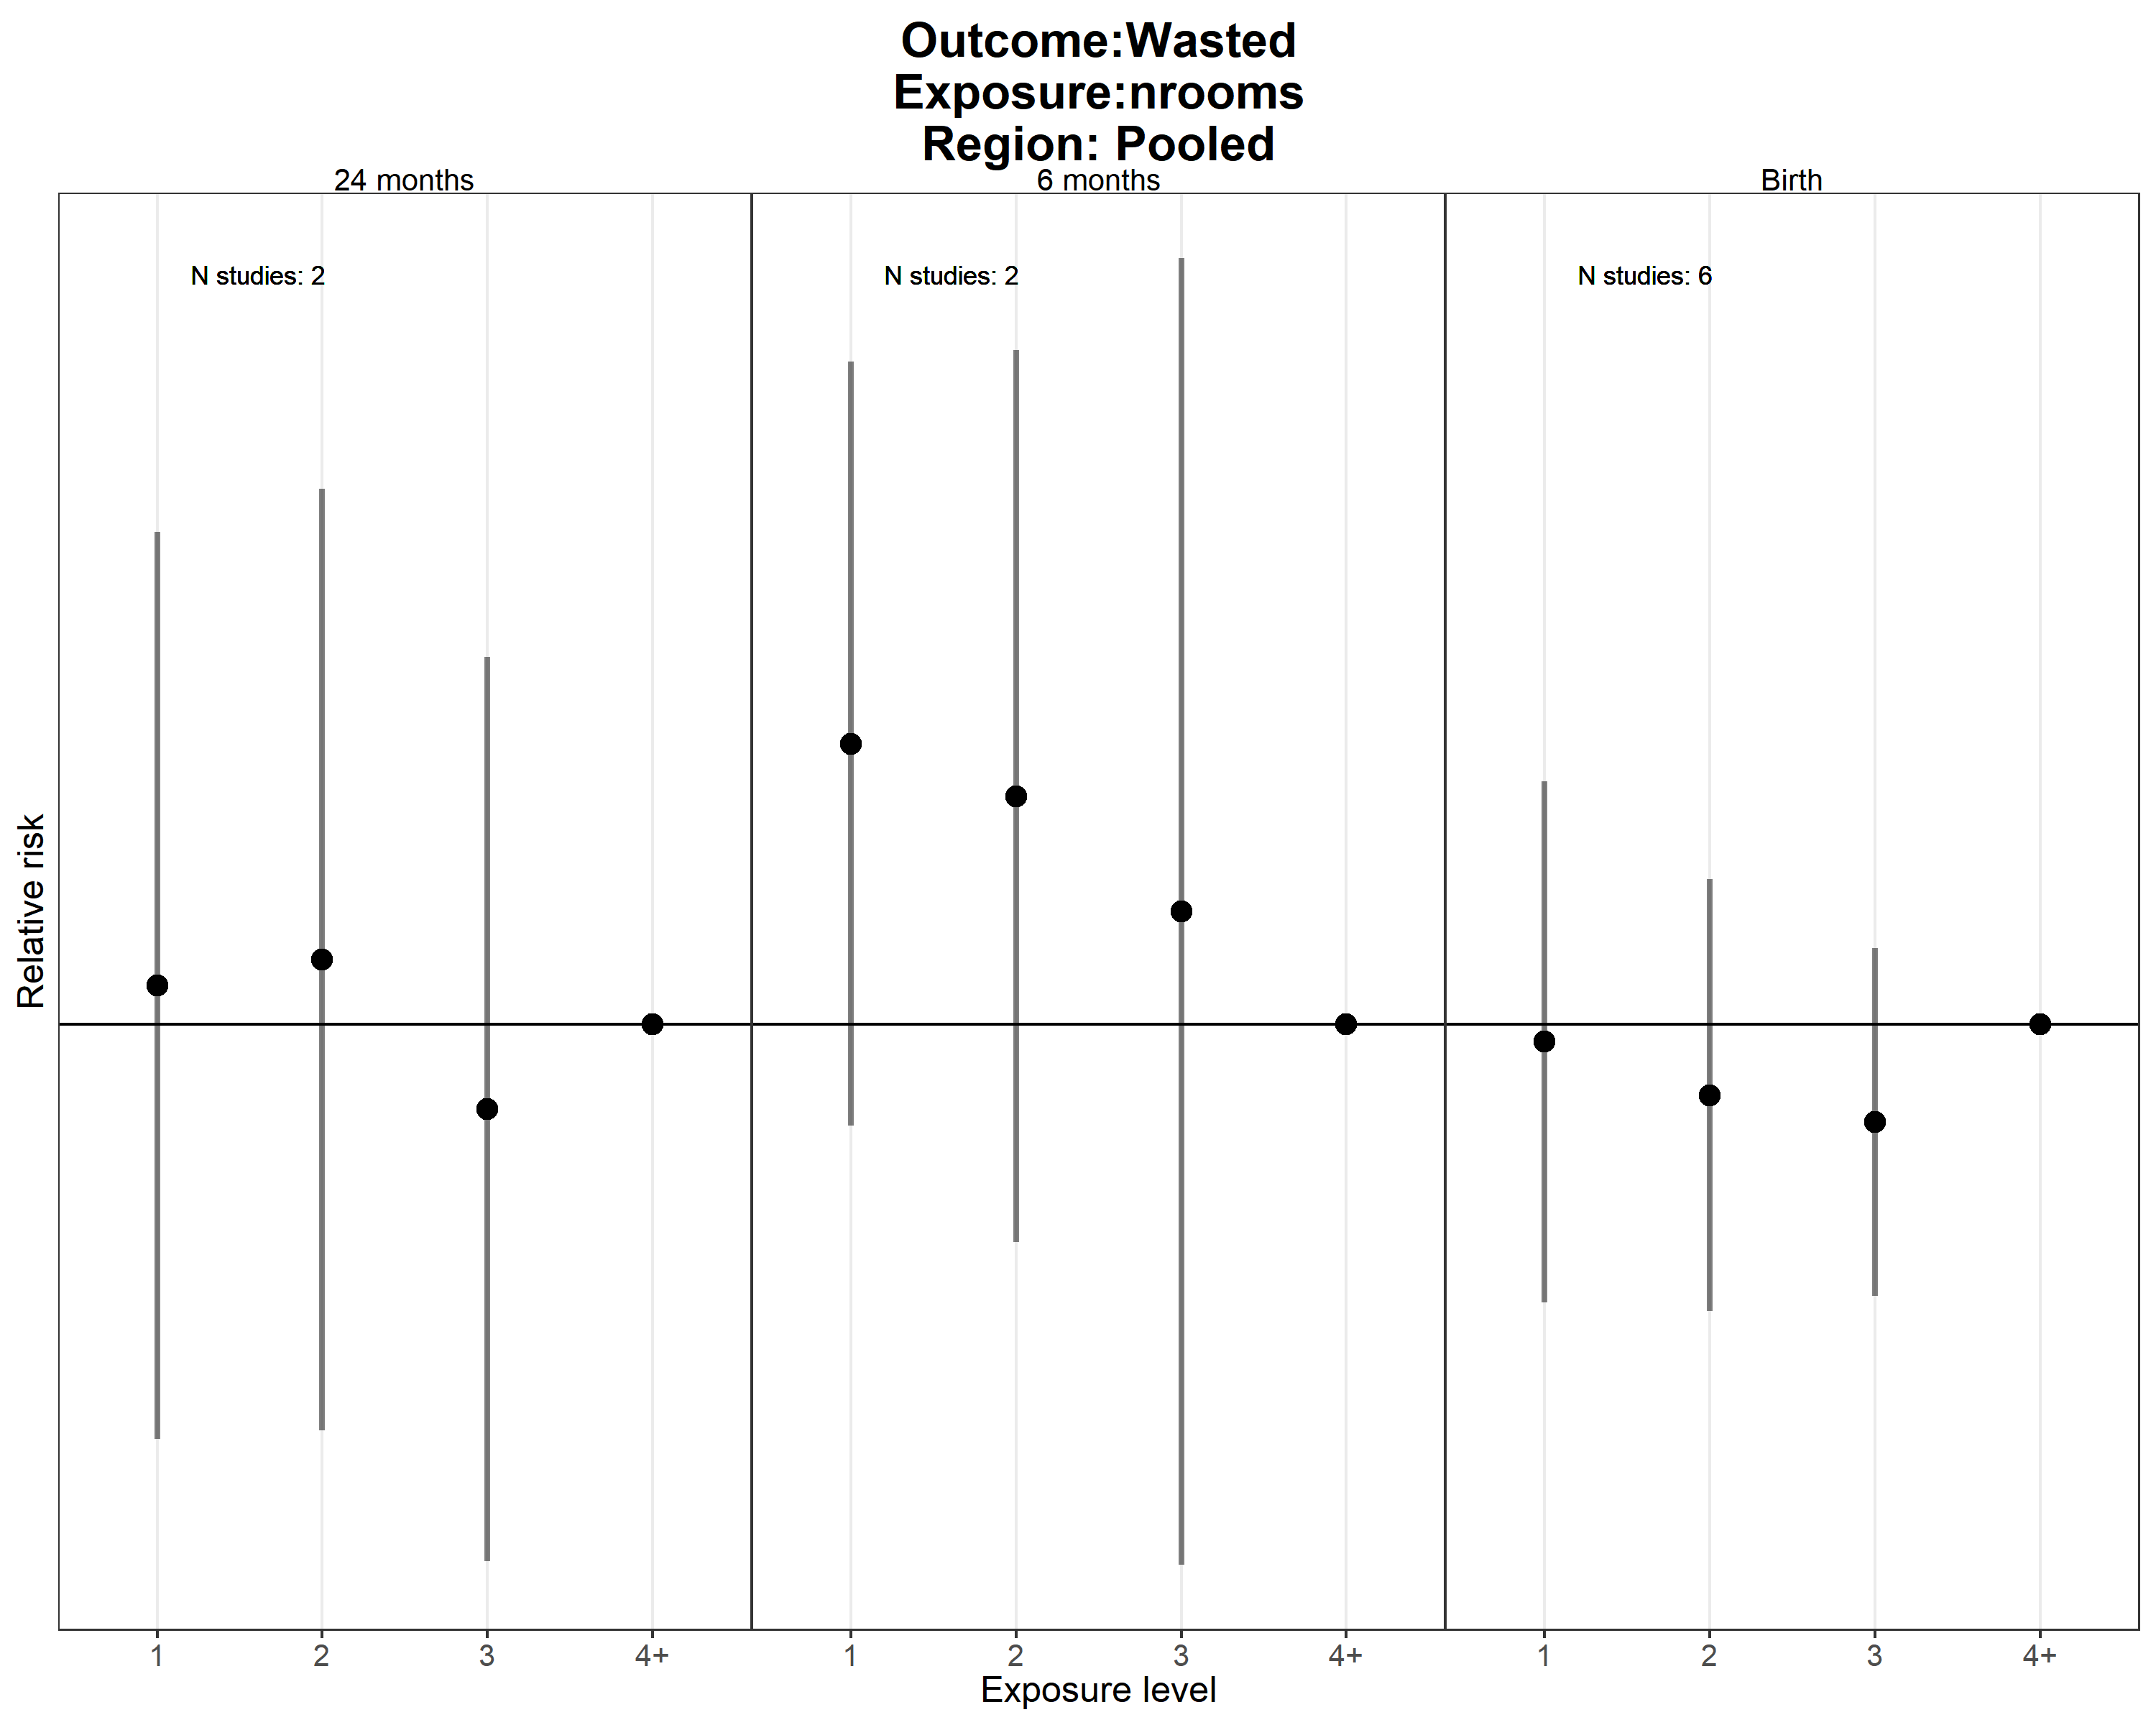 Outcome:Wasted
Exposure:nrooms
Region: Pooled
24 months
6 months
Birth
N studies: 2
N studies: 2
N studies: 6
Relative risk
1
2
3
4+
1
2
3
4+
1
2
3
4+
Exposure level